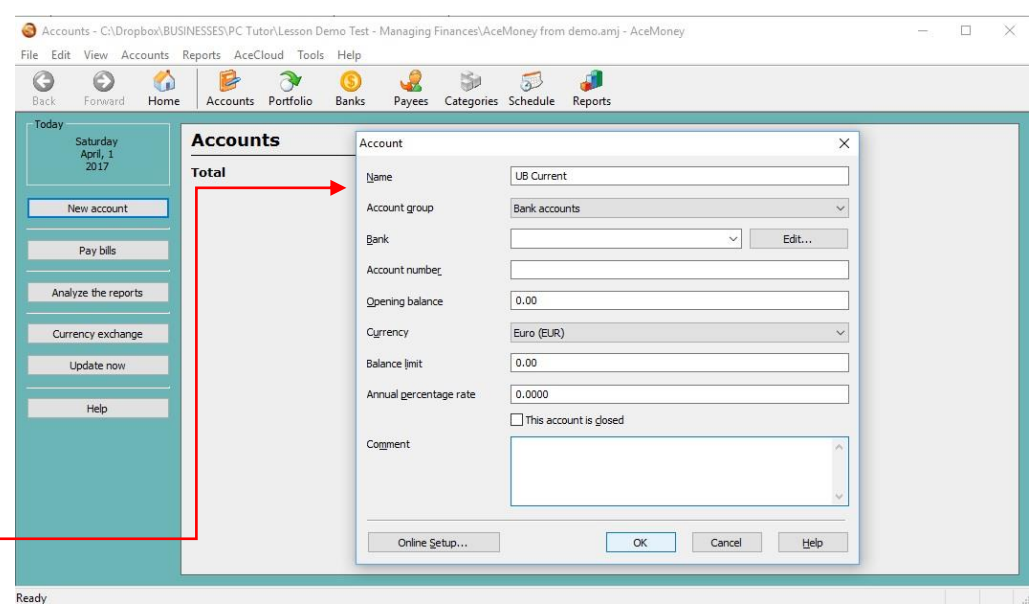 Accounts - C:\Dropbox\BUSINESSES\PC Tutor\Lesson Demo Test - Managing Finances\AceMoney from demo.amj - AceMoney
File Edit View Accounts Reports AceCloud Tools Help
Back Forward Home Accounts Portfolio Banks Payees Categories Schedule Reports
Today
Saturday
April, 1
2017
New account
Pay bills
Analyze the reports
Currency exchange
Update now
Help
Accounts
Total
Account
Name UB Current
Account group Bank accounts
Bank Edit...
Account number
Opening balance 0.00
Currency Euro (EUR)
Balance limit 0.00
Annual percentage rate 0.0000
This account is closed
Comment
Online Setup... OK Cancel Help
Ready